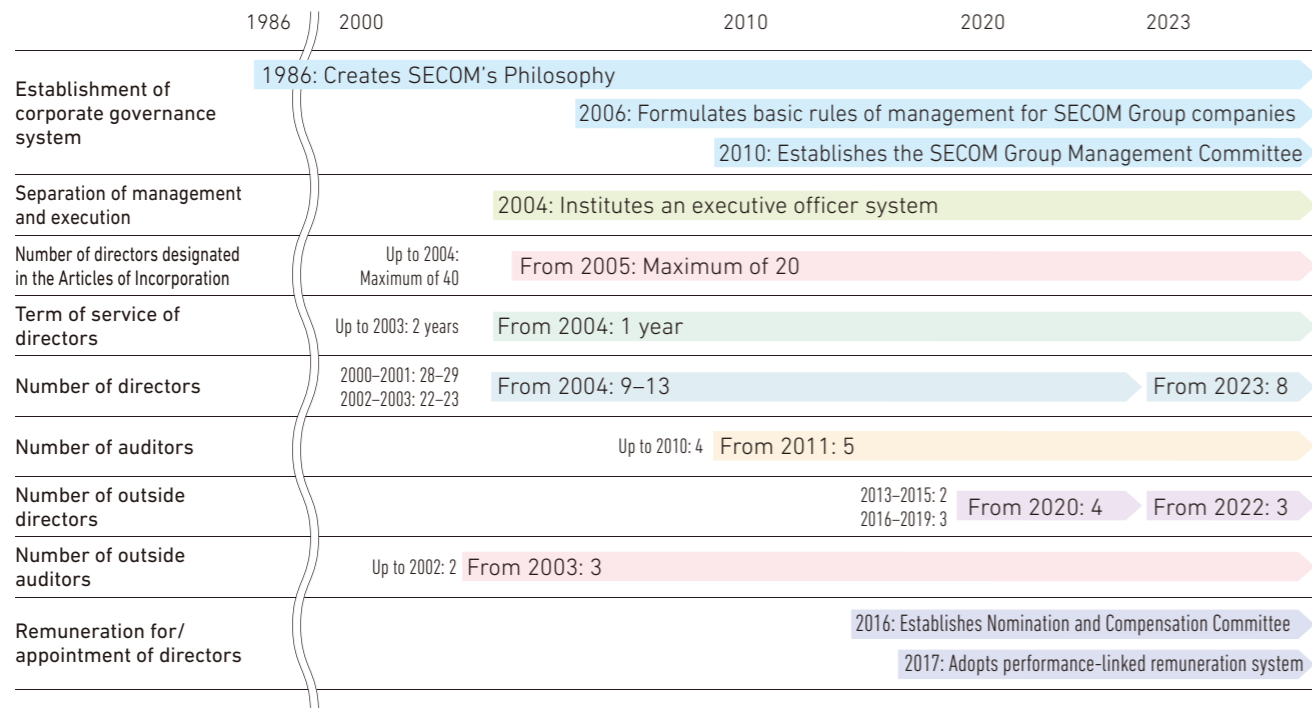 1986 2000 2010 2020 2023
Establishment of
corporate governance
system
1986: Creates SECOM’s Philosophy
2006: Formulates basic rules of management for SECOM Group companies
2010: Establishes the SECOM Group Management Committee
Separation of management
and execution
2004: Institutes an executive officer system
Number of directors designated
in the Articles of Incorporation
Up to 2004:
Maximum of 40
From 2005: Maximum of 20
Term of service of
directors
Up to 2003: 2 years
From 2004: 1 year
Number of directors
2000–2001: 28–29
2002–2003: 22–23
From 2004: 9–13
From 2023: 8
Number of auditors
Up to 2010: 4
From 2011: 5
Number of outside
directors
2013–2015: 2
2016–2019: 3
From 2020: 4
From 2022: 3
Number of outside
auditors
Up to 2002: 2
From 2003: 3
Remuneration for/
appointment of directors
2016: Establishes Nomination and Compensation Committee
2017: Adopts performance-linked remuneration system